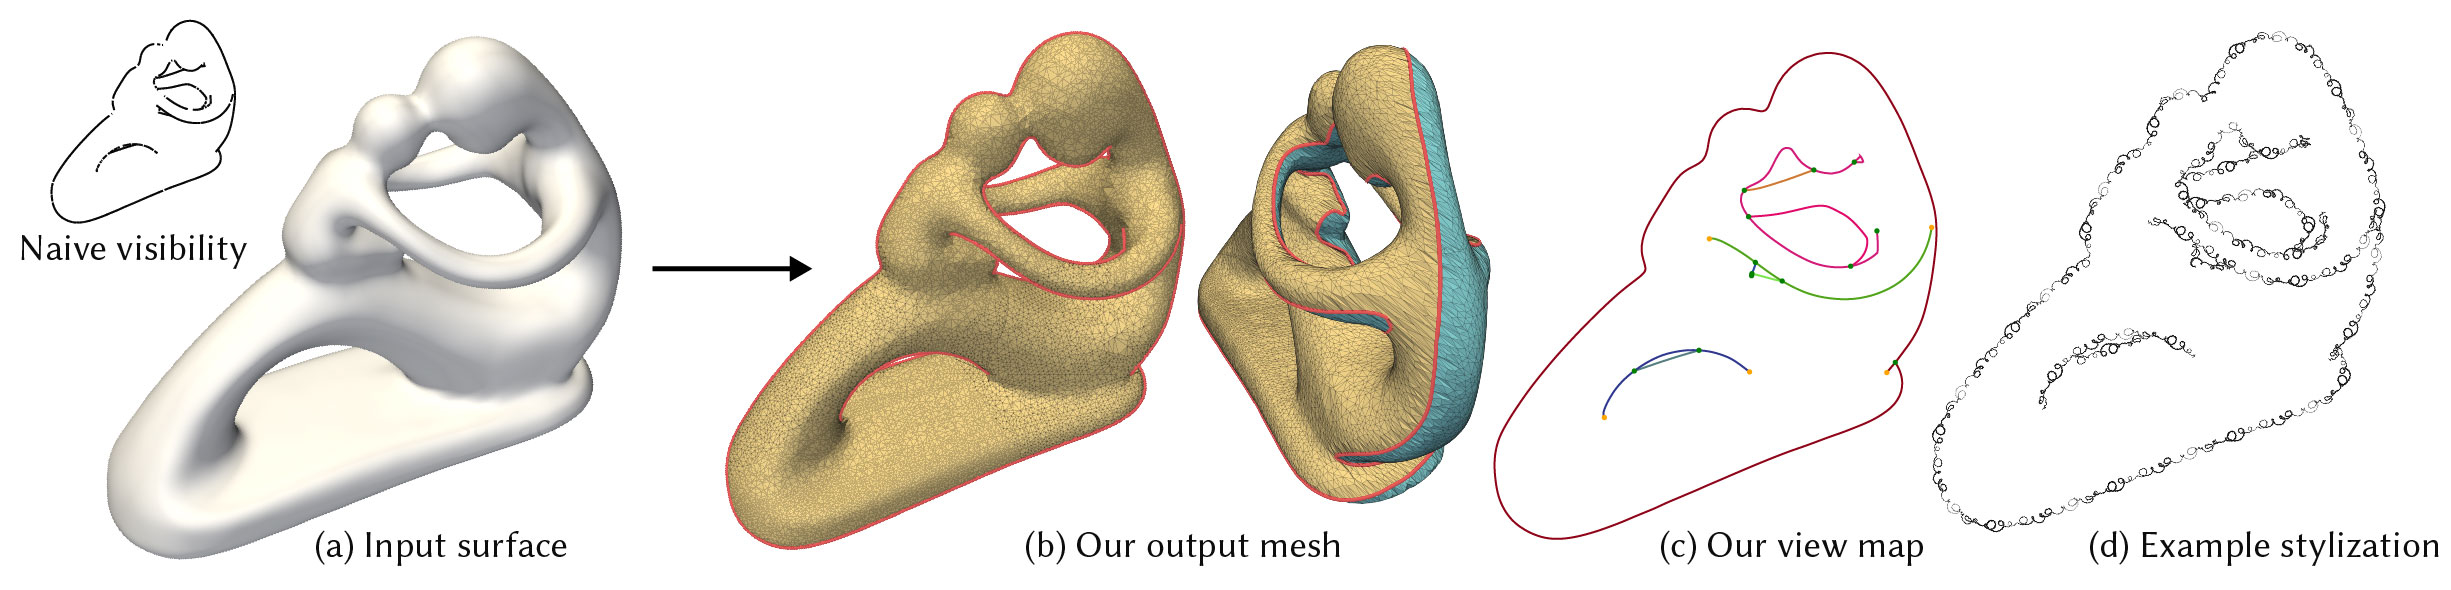 Naive visibility
(a) Input surface
(b) Our output mesh
(c) Our view map
(d) Example stylization